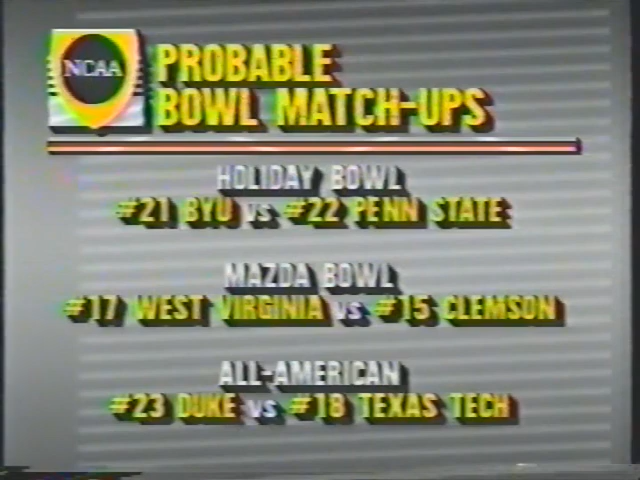 NCAA
PROBABLE
BOWL MATCH-UPS
HOLIDAY BOWL
#21 BYU vs #22 PENN STATE
MAZDA BOWL
#17 WEST VIRGINIA vs #15 CLEMSON
ALL-AMERICAN
#23 DUKE vs #18 TEXAS TECH